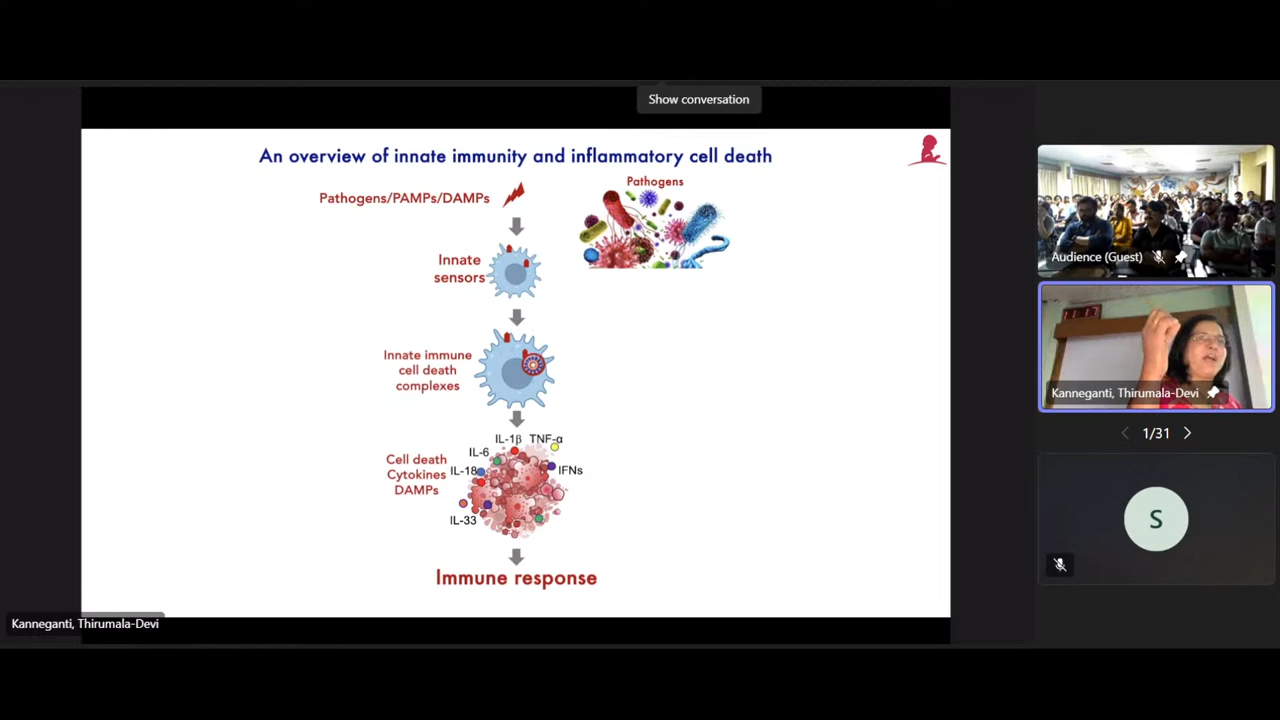 Show conversation
An overview of innate immunity and inflammatory cell death
Pathogens/PAMPs/DAMPs
Pathogens
Innate
sensors
Innate immune
cell death
complexes
Cell death
Cytokines
DAMPs
IL-1β TNF-α
IL-6
IL-18
IFNs
IL-33
Immune response
Kanneganti, Thirumala-Devi
Audience (Guest)
11:17
Kanneganti, Thirumala-Devi
1/31
S